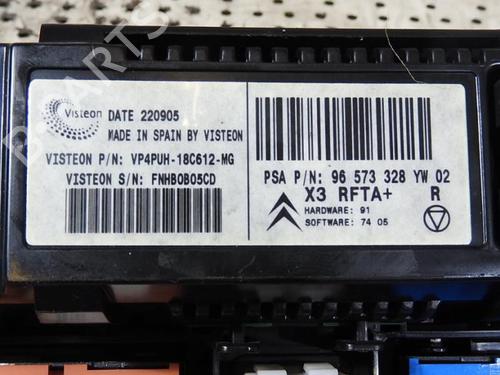 Visteon
DATE 220905
MADE IN SPAIN BY VISTEON
VISTEON P/N: VP4PUH-18C612-MG
VISTEON S/N: FNHB0B05CD
PSA P/N: 96 573 328 YW 02
X3 RFTA+ R
HARDWARE: 91
SOFTWARE: 74 05